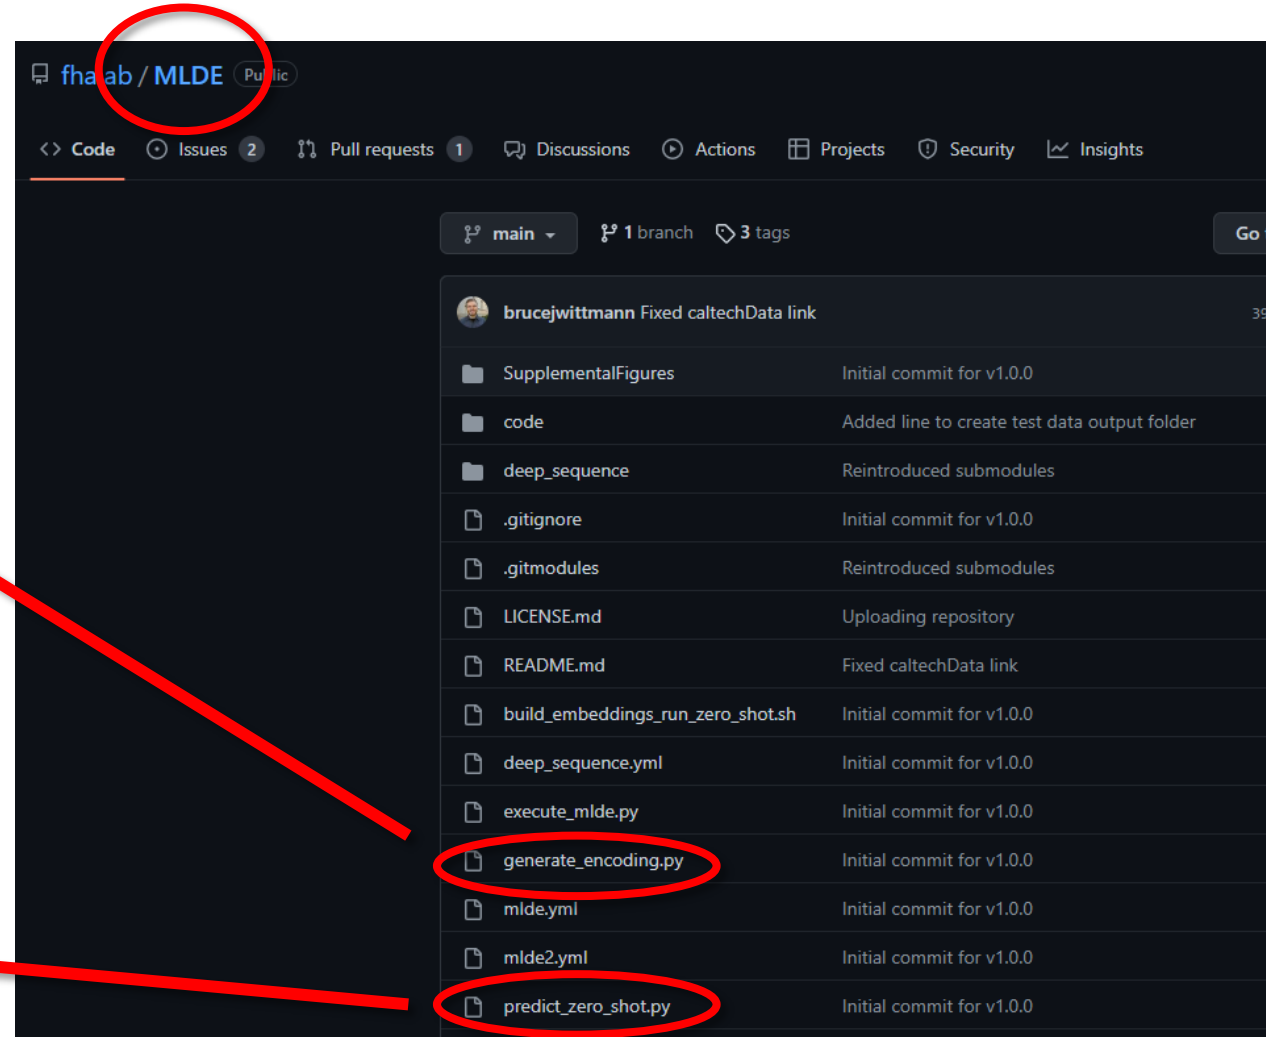 fhalab / MLDE Public
Code Issues 2 Pull requests 1 Discussions Actions Projects Security Insights
main 1 branch 3 tags Go
brucejwittmann Fixed caltechData link 39
SupplementalFigures Initial commit for v1.0.0
code Added line to create test data output folder
deep_sequence Reintroduced submodules
.gitignore Initial commit for v1.0.0
.gitmodules Reintroduced submodules
LICENSE.md Uploading repository
README.md Fixed caltechData link
build_embeddings_run_zero_shot.sh Initial commit for v1.0.0
deep_sequence.yml Initial commit for v1.0.0
execute_mlde.py Initial commit for v1.0.0
generate_encoding.py Initial commit for v1.0.0
mlde.yml Initial commit for v1.0.0
mlde2.yml Initial commit for v1.0.0
predict_zero_shot.py Initial commit for v1.0.0